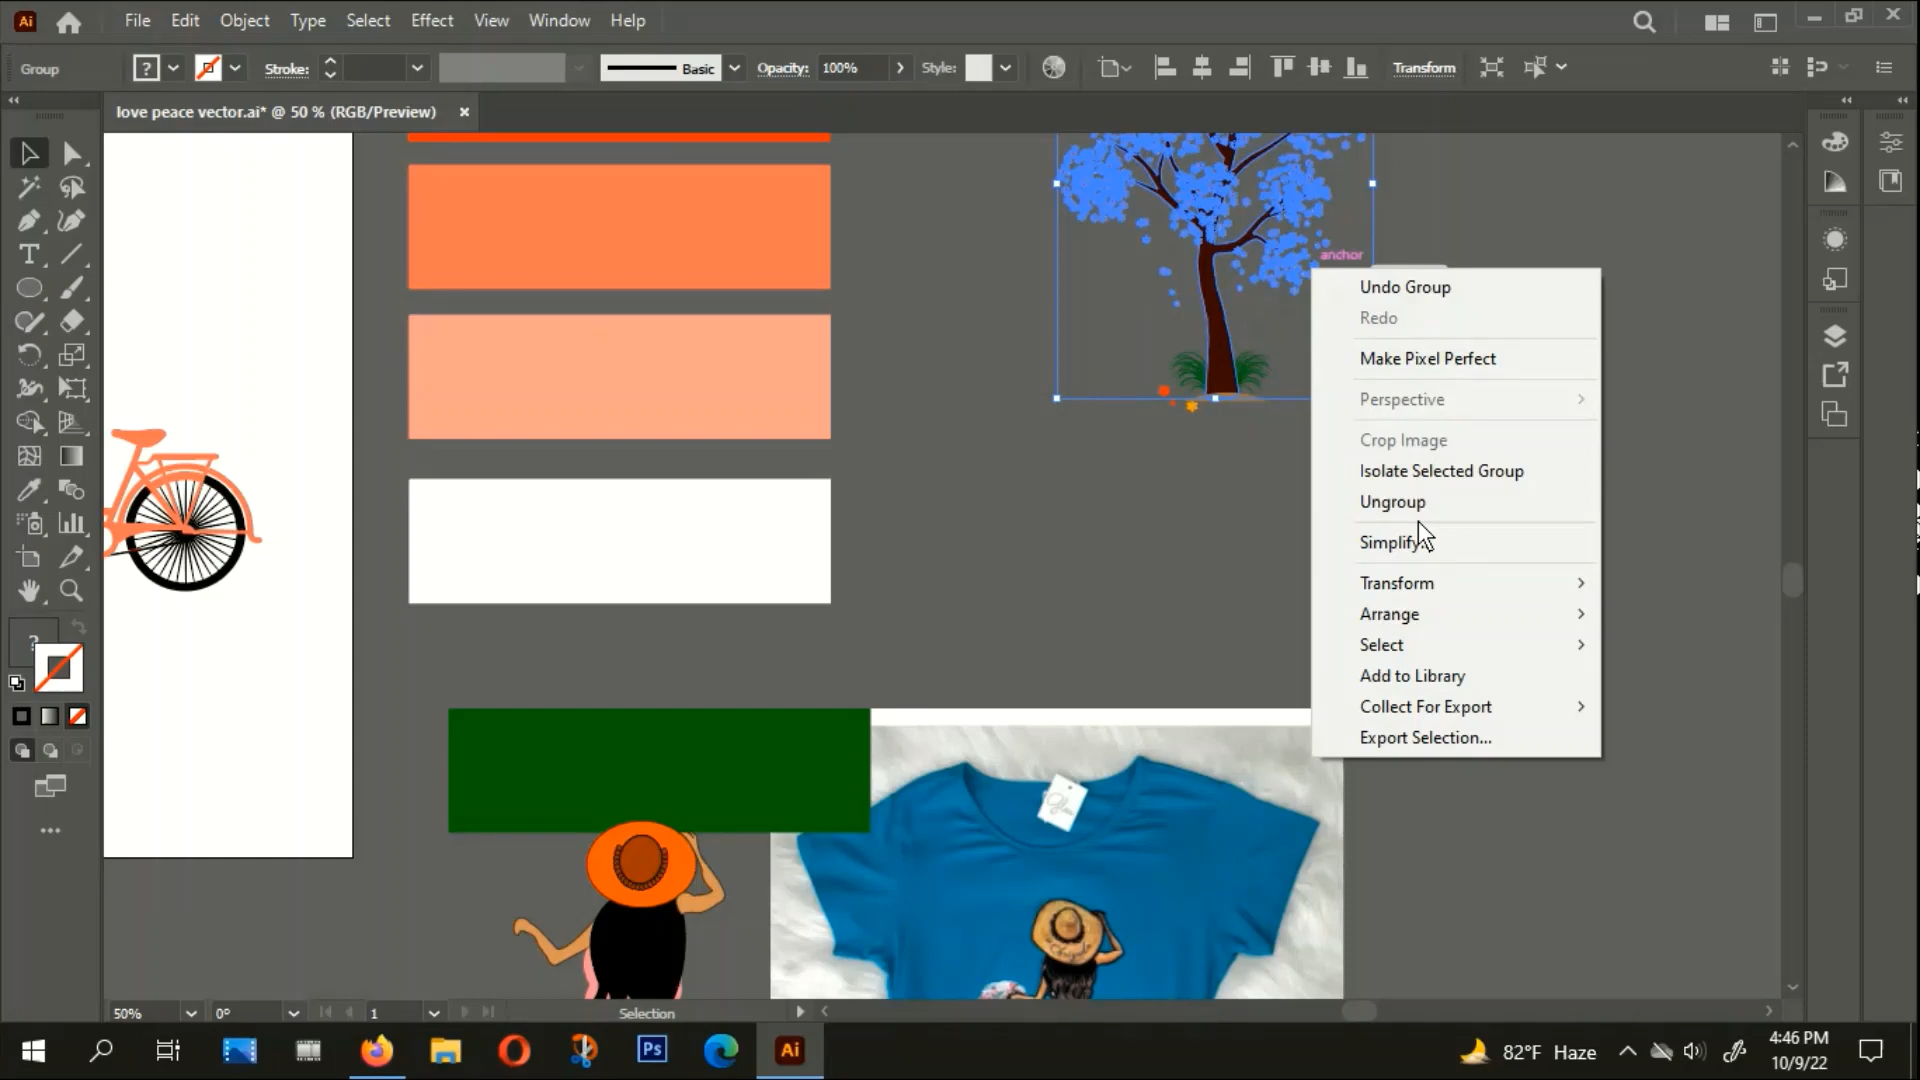 Ai
File Edit Object Type Select Effect View Window Help
Group ? Stroke: Basic Opacity: 100% Style: Transform
love peace vector.ai* @ 50 % (RGB/Preview) ×
anchor
Undo Group
Redo
Make Pixel Perfect
Perspective
Crop Image
Isolate Selected Group
Ungroup
Simplify...
Transform
Arrange
Select
Add to Library
Collect For Export
Export Selection...
T
?
50% 0° 1 Selection
Ps Ai 82°F Haze 4:46 PM
10/9/22